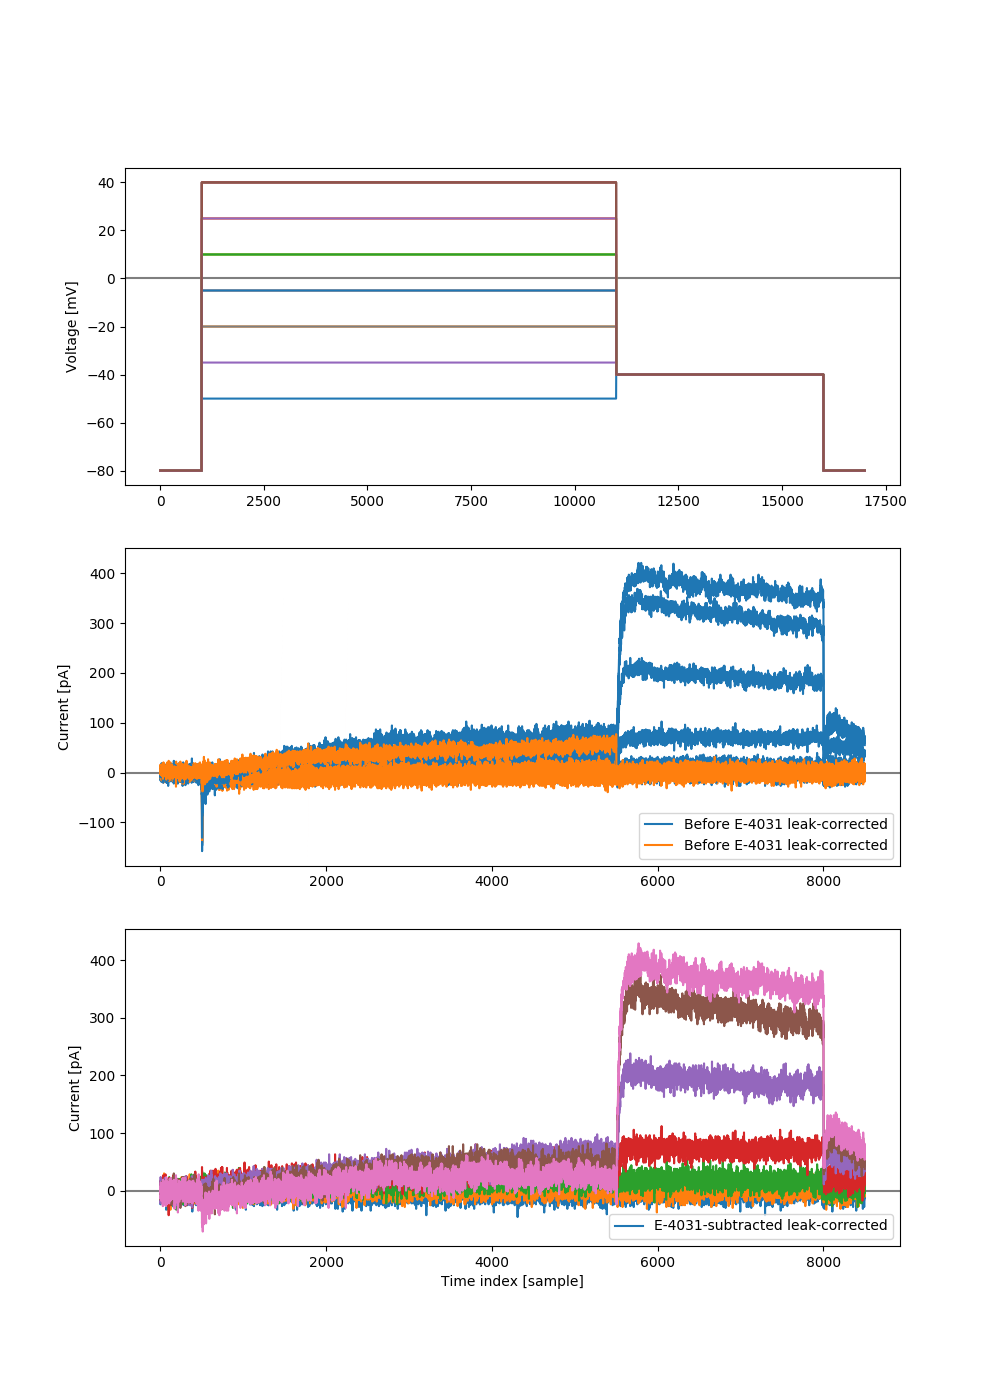 40
20
0
−20
−40
−60
−80
Voltage [mV]
0 2500 5000 7500 10000 12500 15000 17500
400
300
200
100
0
−100
Current [pA]
Before E-4031 leak-corrected
Before E-4031 leak-corrected
0 2000 4000 6000 8000
400
300
200
100
0
Current [pA]
E-4031-subtracted leak-corrected
0 2000 4000 6000 8000
Time index [sample]